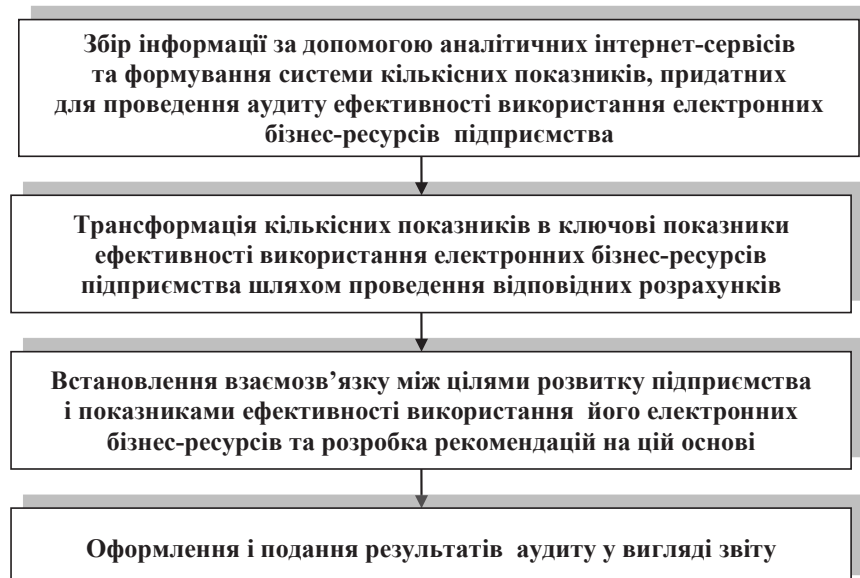 Збір інформації за допомогою аналітичних інтернет-сервісів
та формування системи кількісних показників, придатних
для проведення аудиту ефективності використання електронних
бізнес-ресурсів підприємства
Трансформація кількісних показників в ключові показники
ефективності використання електронних бізнес-ресурсів
підприємства шляхом проведення відповідних розрахунків
Встановлення взаємозв’язку між цілями розвитку підприємства
і показниками ефективності використання його електронних
бізнес-ресурсів та розробка рекомендацій на цій основі
Оформлення і подання результатів аудиту у вигляді звіту